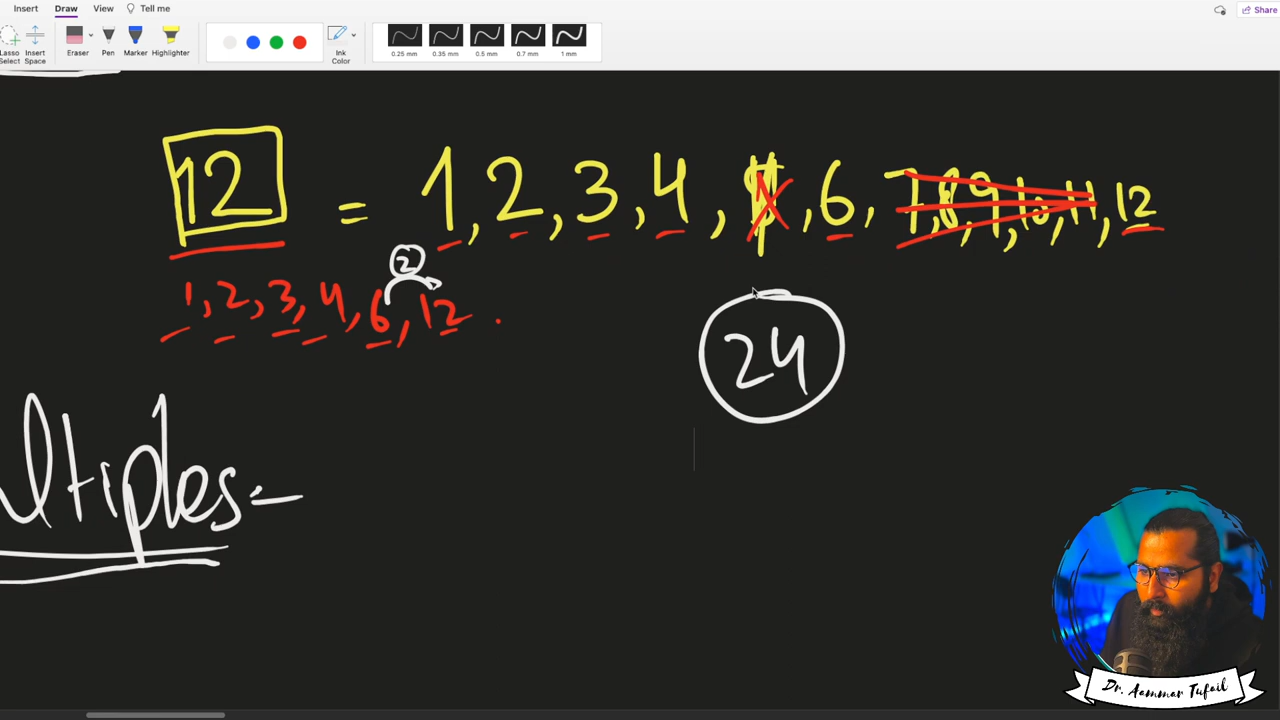 Insert Draw View Tell me Share
Lasso Select Insert Space Eraser Pen Marker Highlighter Ink Color 0.25 mm 0.35 mm 0.5 mm 0.7 mm 1 mm
12 = 1, 2, 3, 4, , 6, 7, 8, 9, 10, 11, 12
2
1, 2, 3, 4, 6, 12 .
24
ultiples-
Dr. Aammar Tufail